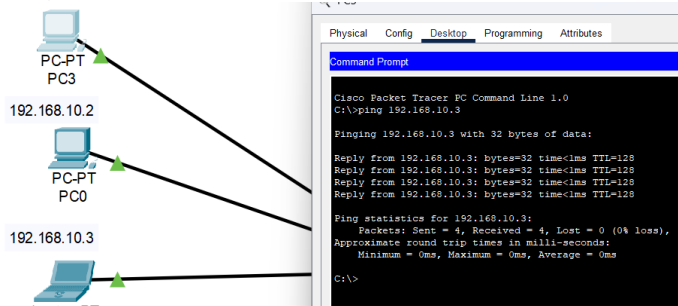 PC-PT
PC3
192.168.10.2
PC-PT
PC0
192.168.10.3
Physical Config Desktop Programming Attributes
Command Prompt
Cisco Packet Tracer PC Command Line 1.0
C:\>ping 192.168.10.3
Pinging 192.168.10.3 with 32 bytes of data:
Reply from 192.168.10.3: bytes=32 time<1ms TTL=128
Reply from 192.168.10.3: bytes=32 time<1ms TTL=128
Reply from 192.168.10.3: bytes=32 time<1ms TTL=128
Reply from 192.168.10.3: bytes=32 time<1ms TTL=128
Ping statistics for 192.168.10.3:
Packets: Sent = 4, Received = 4, Lost = 0 (0% loss),
Approximate round trip times in milli-seconds:
Minimum = 0ms, Maximum = 0ms, Average = 0ms
C:\>